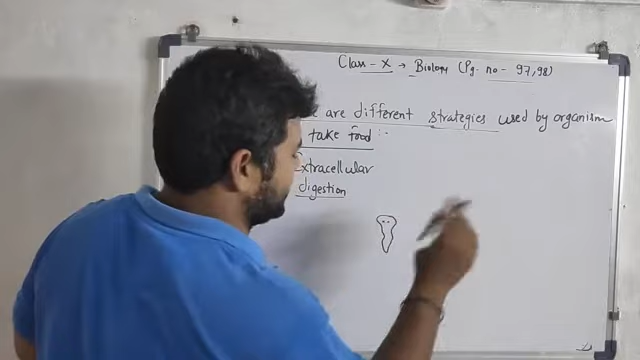 Class - X → Biology (Pg. no - 97,98)
are different strategies used by organism
take food :-
Extracellular
digestion